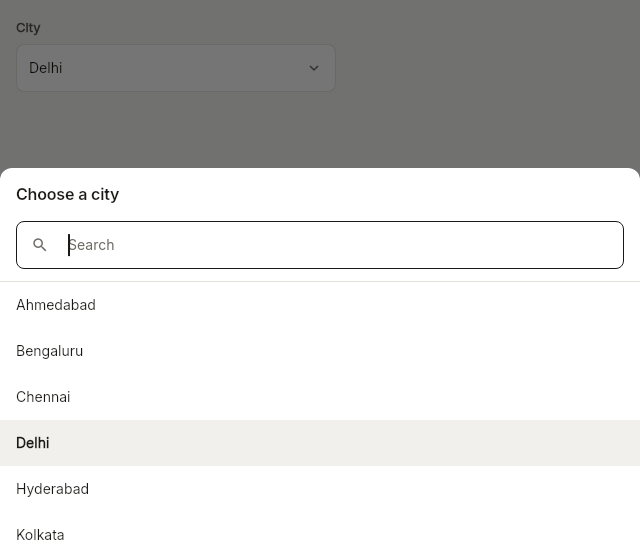 City
Delhi
Choose a city
Search
Ahmedabad
Bengaluru
Chennai
Delhi
Hyderabad
Kolkata